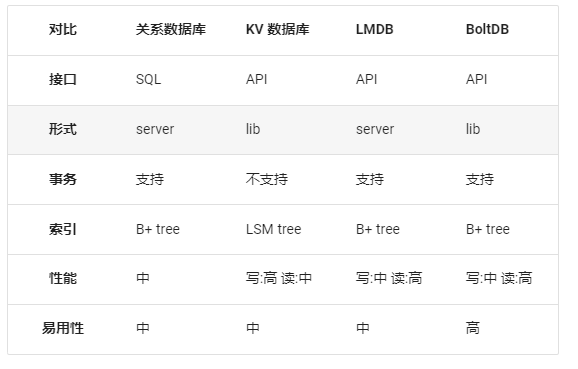 对比 关系数据库 KV 数据库 LMDB BoltDB
接口 SQL API API API
形式 server lib server lib
事务 支持 不支持 支持 支持
索引 B+ tree LSM tree B+ tree B+ tree
性能 中 写:高 读:中 写:中 读:高 写:中 读:高
易用性 中 中 中 高